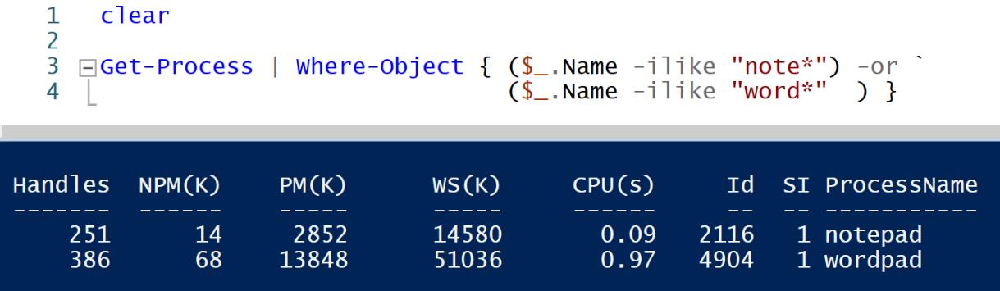 1 clear
2
3 Get-Process | Where-Object { ($_.Name -ilike "note*") -or `
4 ($_.Name -ilike "word*" ) }
Handles NPM(K) PM(K) WS(K) CPU(s) Id SI ProcessName
------- ------ ----- ----- ------ -- -- -----------
251 14 2852 14580 0.09 2116 1 notepad
386 68 13848 51036 0.97 4904 1 wordpad